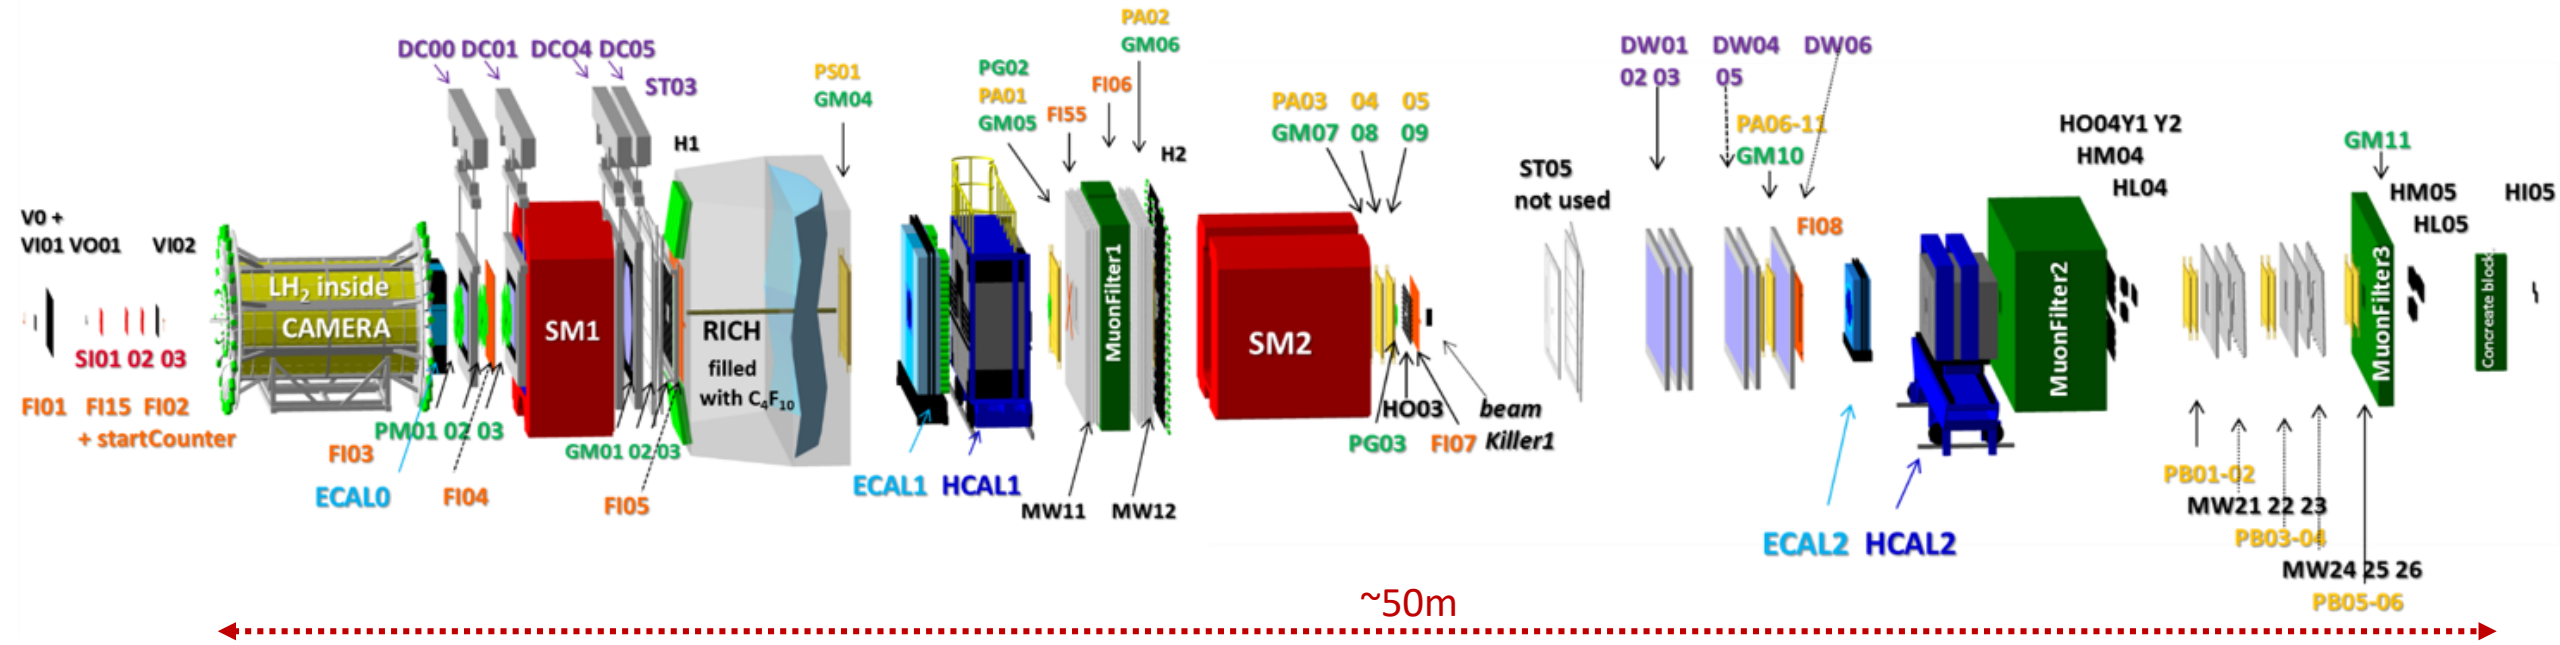 PA02
GM06
DC00 DC01 DCO4 DC05
ST03
PS01
GM04
PG02
PA01
GM05
FI55
FI06
H1
H2
PA03 04 05
GM07 08 09
DW01 DW04 DW06
02 03 05
PA06-11
GM10
FI08
ST05
not used
HO04Y1 Y2
HM04
HL04
GM11
HM05
HL05
HI05
V0 +
VI01 VO01 VI02
SI01 02 03
FI01 FI15 FI02
+ startCounter
LH2 inside
CAMERA
SM1
RICH
filled
with C4F10
MuonFilter1
SM2
MuonFilter2
MuonFilter3
Concreate block
PM01 02 03
FI03
ECAL0
FI04
GM01 02 03
FI05
ECAL1 HCAL1
MW11 MW12
HO03
PG03 FI07
beam
Killer1
ECAL2 HCAL2
PB01-02
MW21 22 23
PB03-04
MW24 25 26
PB05-06
~50m